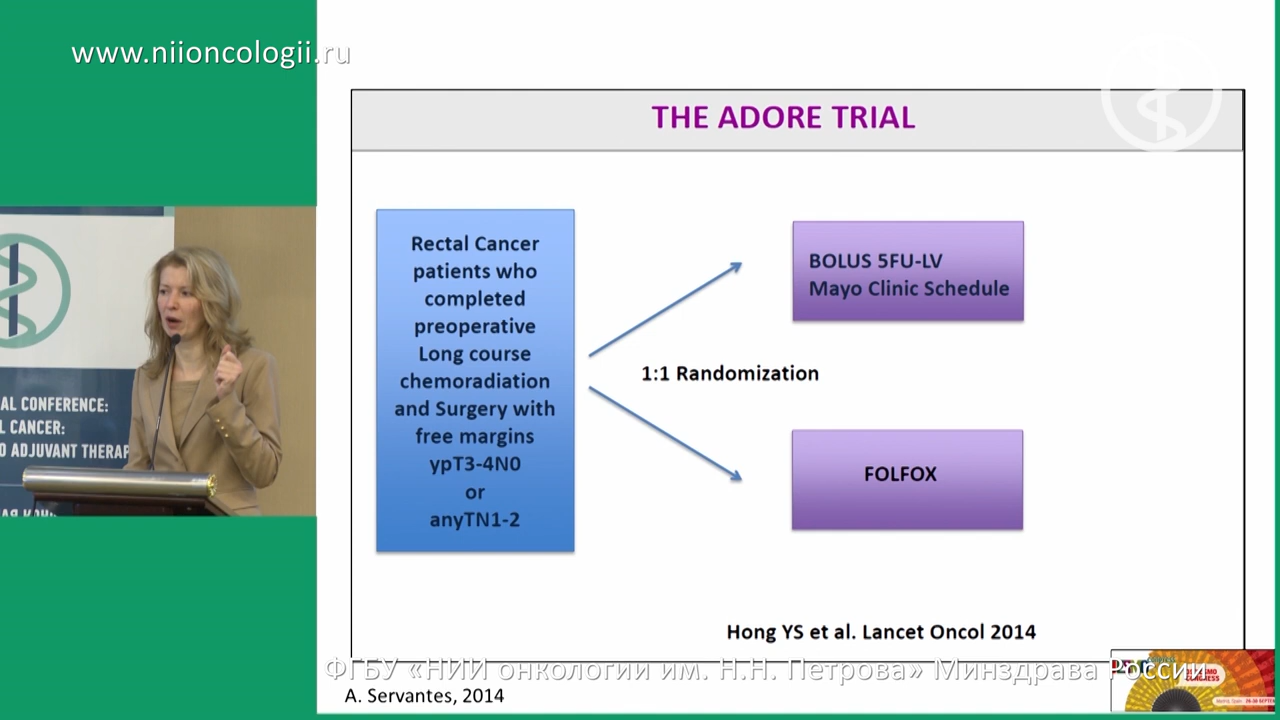 www.niioncologii.ru
THE ADORE TRIAL
Rectal Cancer
patients who
completed
preoperative
Long course
chemoradiation
and Surgery with
free margins
ypT3-4N0
or
anyTN1-2
BOLUS 5FU-LV
Mayo Clinic Schedule
1:1 Randomization
FOLFOX
Hong YS et al. Lancet Oncol 2014
ФГБУ «НИИ онкологии им. Н.Н. Петрова» Минздрава России
A. Servantes, 2014
AL CONFERENCE:
L CANCER:
O ADJUVANT THERAP
CONGRESS